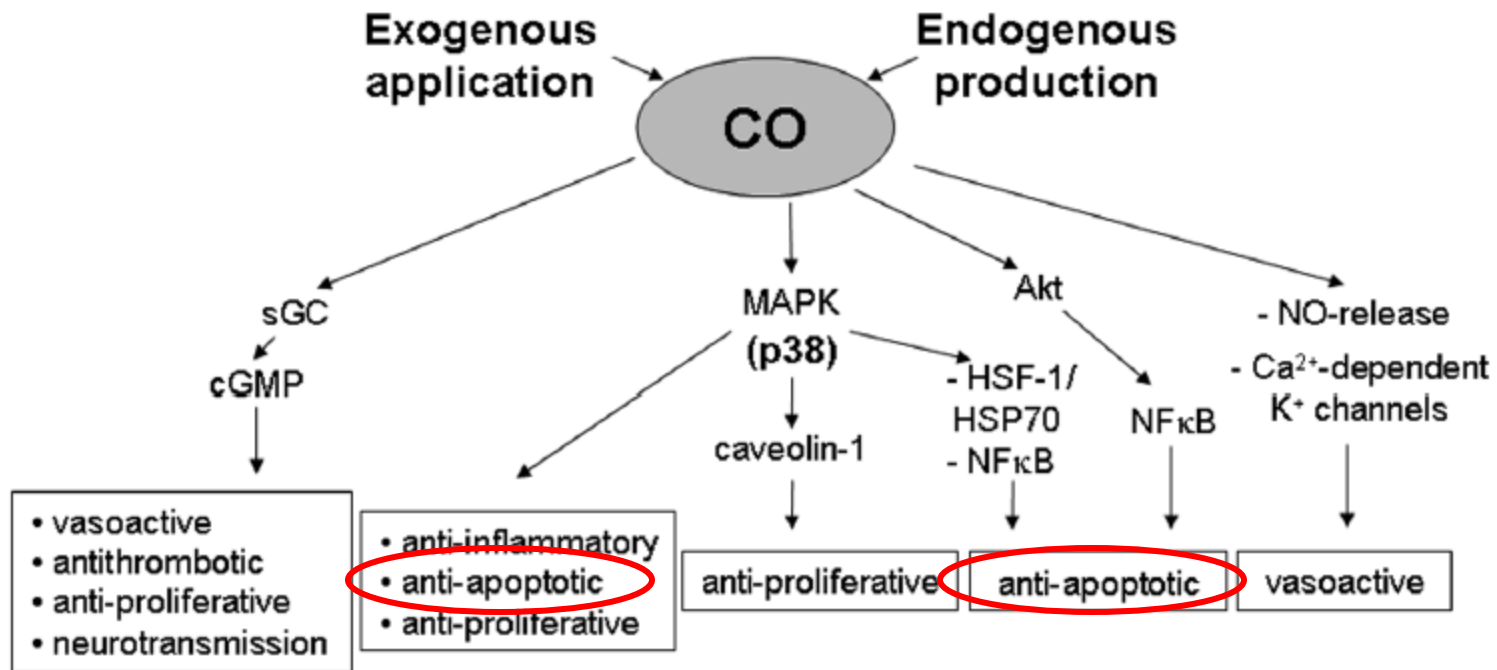 Exogenous
application
Endogenous
production
CO
sGC
cGMP
MAPK
(p38)
caveolin-1
- HSF-1/
HSP70
- NFκB
Akt
NFκB
- NO-release
- Ca²⁺-dependent
K⁺ channels
• vasoactive
• antithrombotic
• anti-proliferative
• neurotransmission
• anti-inflammatory
• anti-apoptotic
• anti-proliferative
anti-proliferative
anti-apoptotic
vasoactive